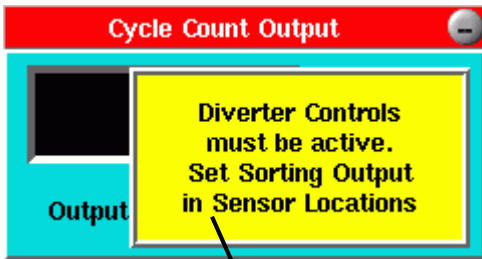 Cycle Count Output
Diverter Controls
must be active.
Set Sorting Output
in Sensor Locations
Output